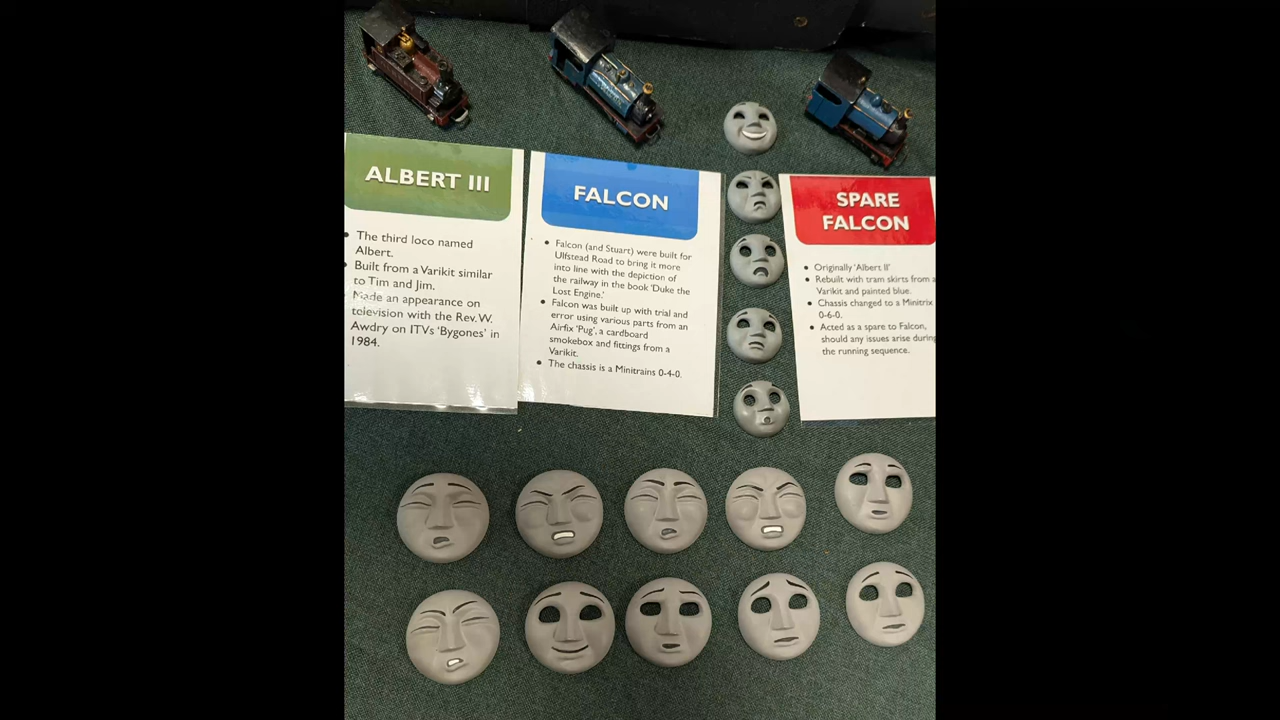 ALBERT III
• The third loco named
Albert.
• Built from a Varikit similar
to Tim and Jim.
• Made an appearance on
television with the Rev. W.
Awdry on ITVs 'Bygones' in
1984.
FALCON
• Falcon (and Stuart) were built for
Ulfstead Road to bring it more
into line with the depiction of
the railway in the book 'Duke the
Lost Engine.'
• Falcon was built up with trial and
error using various parts from an
Airfix 'Pug', a cardboard
smokebox and fittings from a
Varikit.
• The chassis is a Minitrains 0-4-0.
SPARE
FALCON
• Originally 'Albert II'
• Rebuilt with tram skirts from a
Varikit and painted blue.
• Chassis changed to a Minitrix
0-6-0.
• Acted as a spare to Falcon,
should any issues arise during
the running sequence.